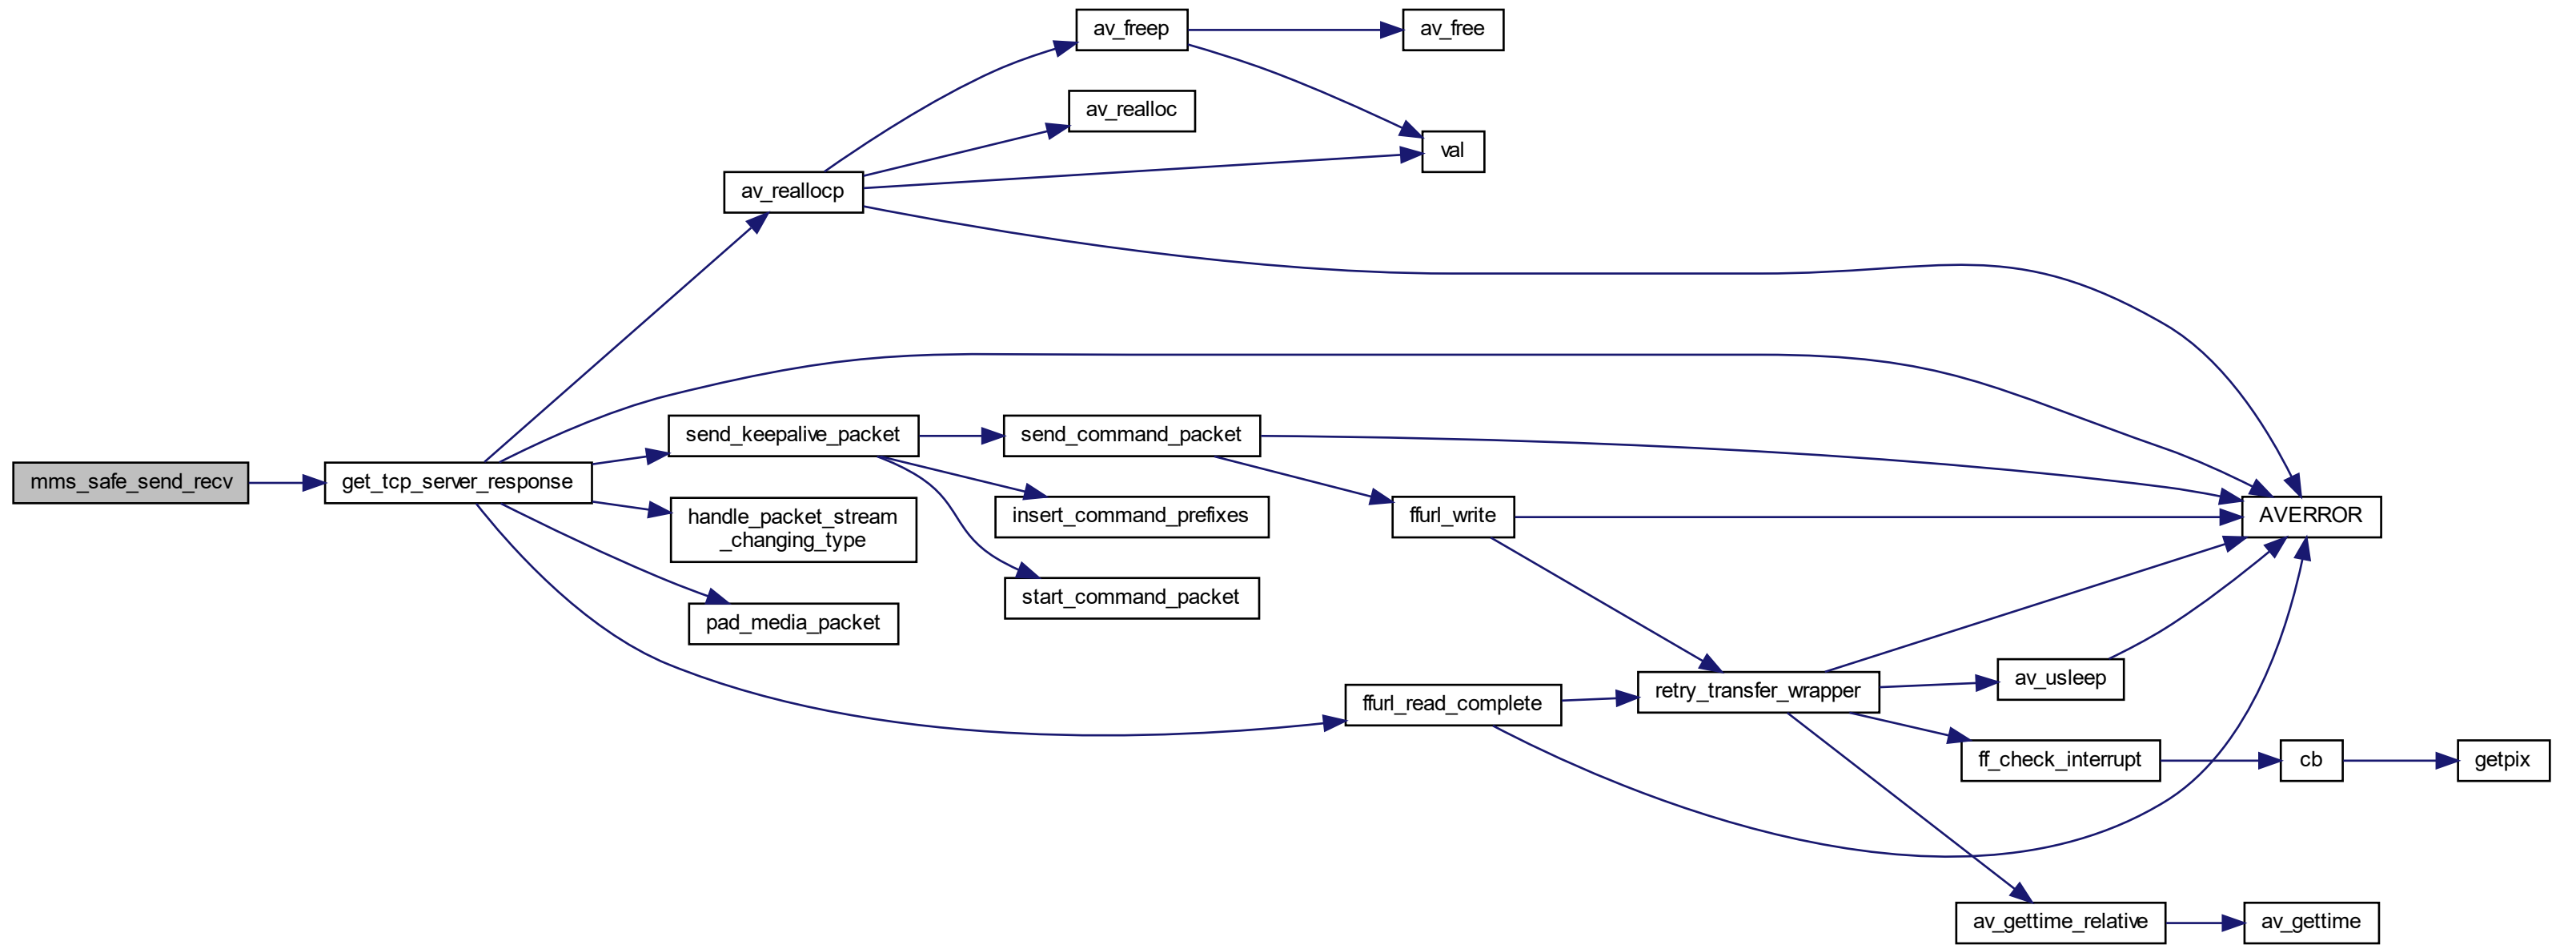 av_freep
av_free
av_realloc
val
av_reallocp
send_keepalive_packet
send_command_packet
mms_safe_send_recv
get_tcp_server_response
handle_packet_stream
_changing_type
insert_command_prefixes
ffurl_write
AVERROR
start_command_packet
pad_media_packet
ffurl_read_complete
retry_transfer_wrapper
av_usleep
ff_check_interrupt
cb
getpix
av_gettime_relative
av_gettime